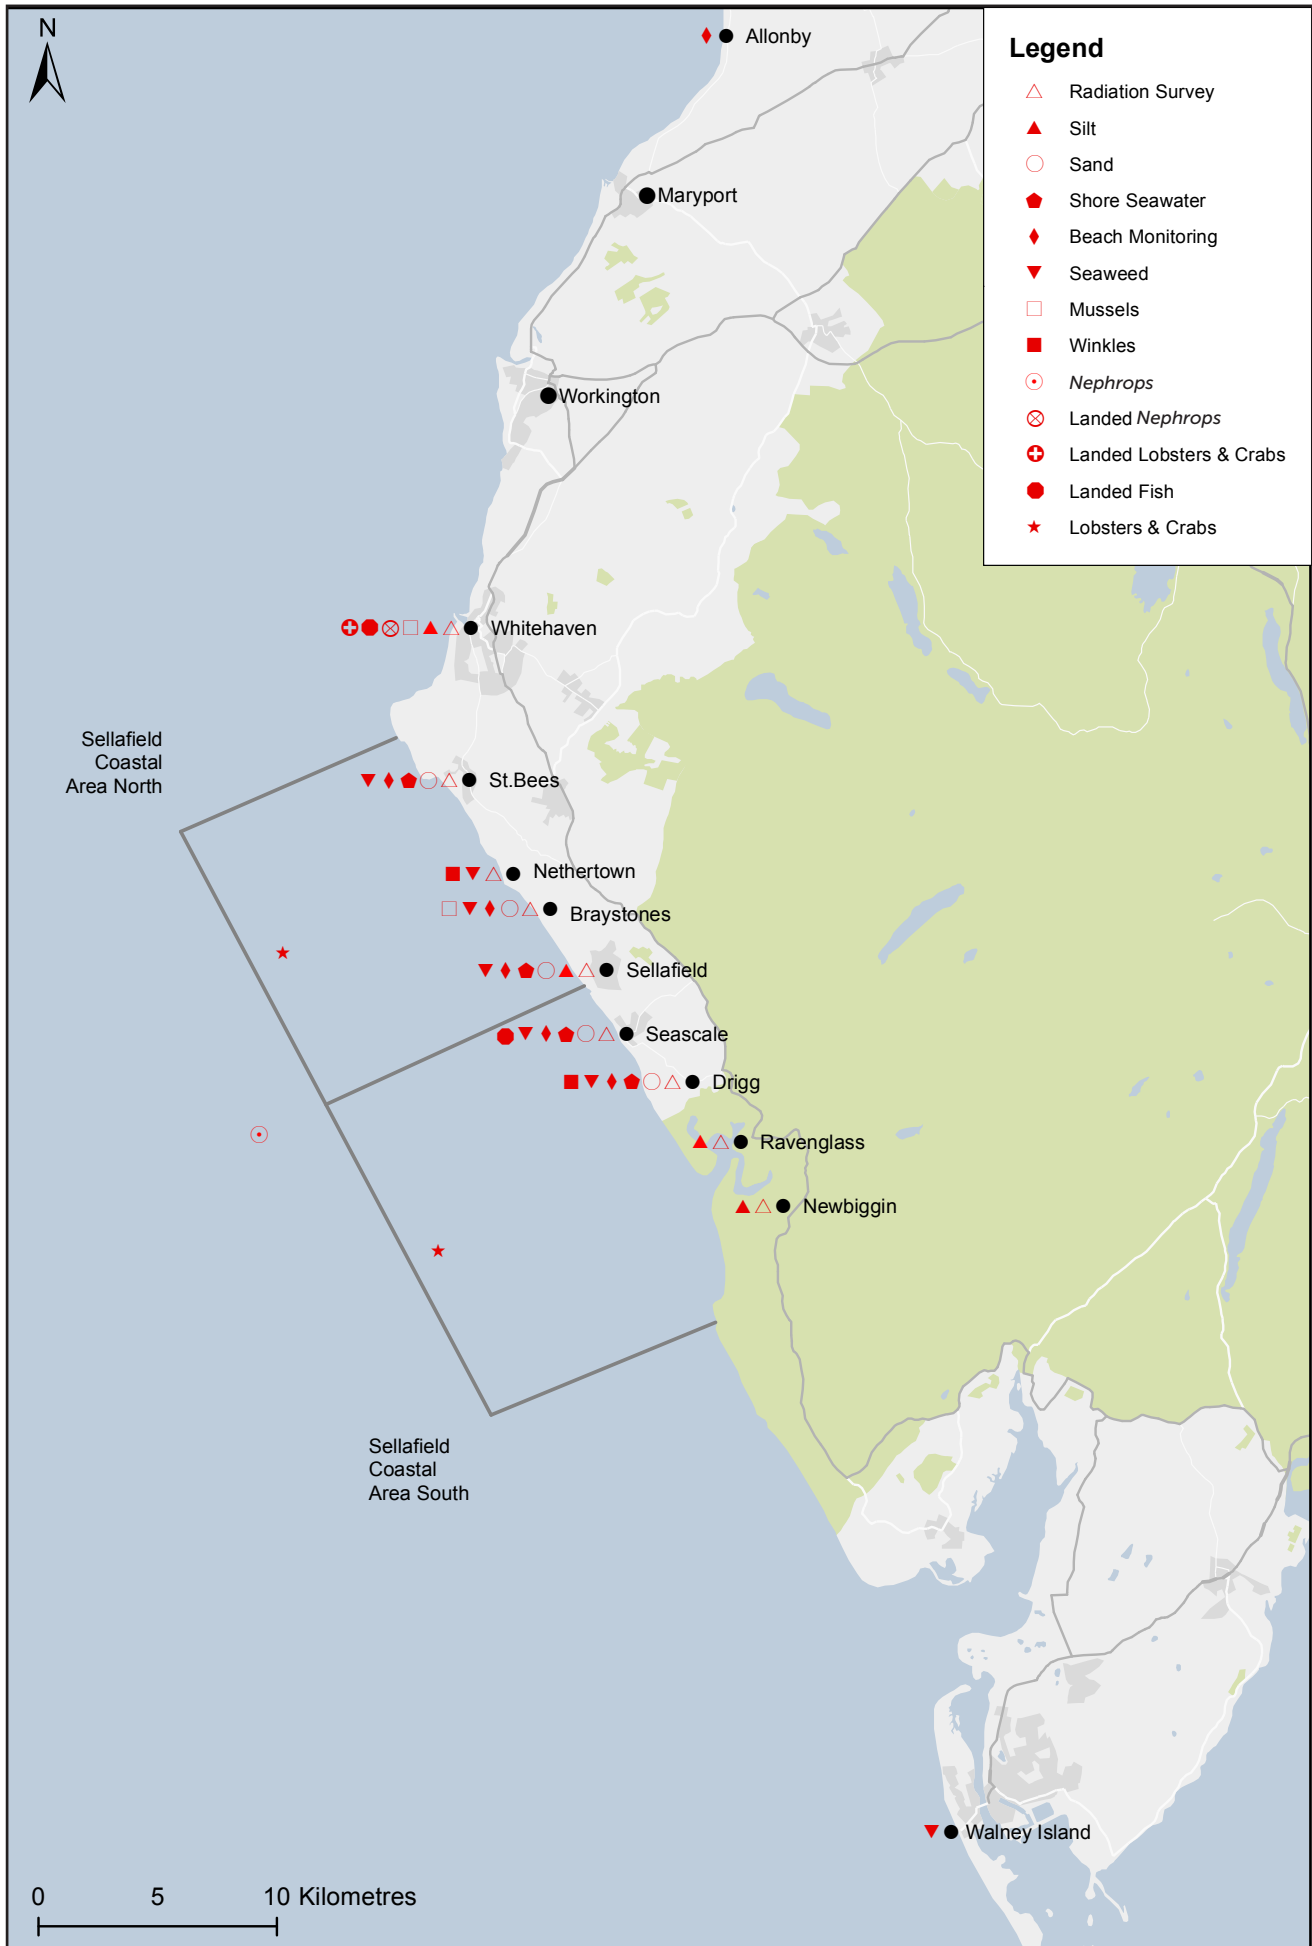 N
Allonby
Legend
Radiation Survey
Silt
Sand
Shore Seawater
Beach Monitoring
Seaweed
Mussels
Winkles
Nephrops
Landed Nephrops
Landed Lobsters & Crabs
Landed Fish
Lobsters & Crabs
Maryport
Workington
Whitehaven
Sellafield
Coastal
Area North
St.Bees
Nethertown
Braystones
Sellafield
Seascale
Drigg
Ravenglass
Newbiggin
Sellafield
Coastal
Area South
Walney Island
0 5 10 Kilometres